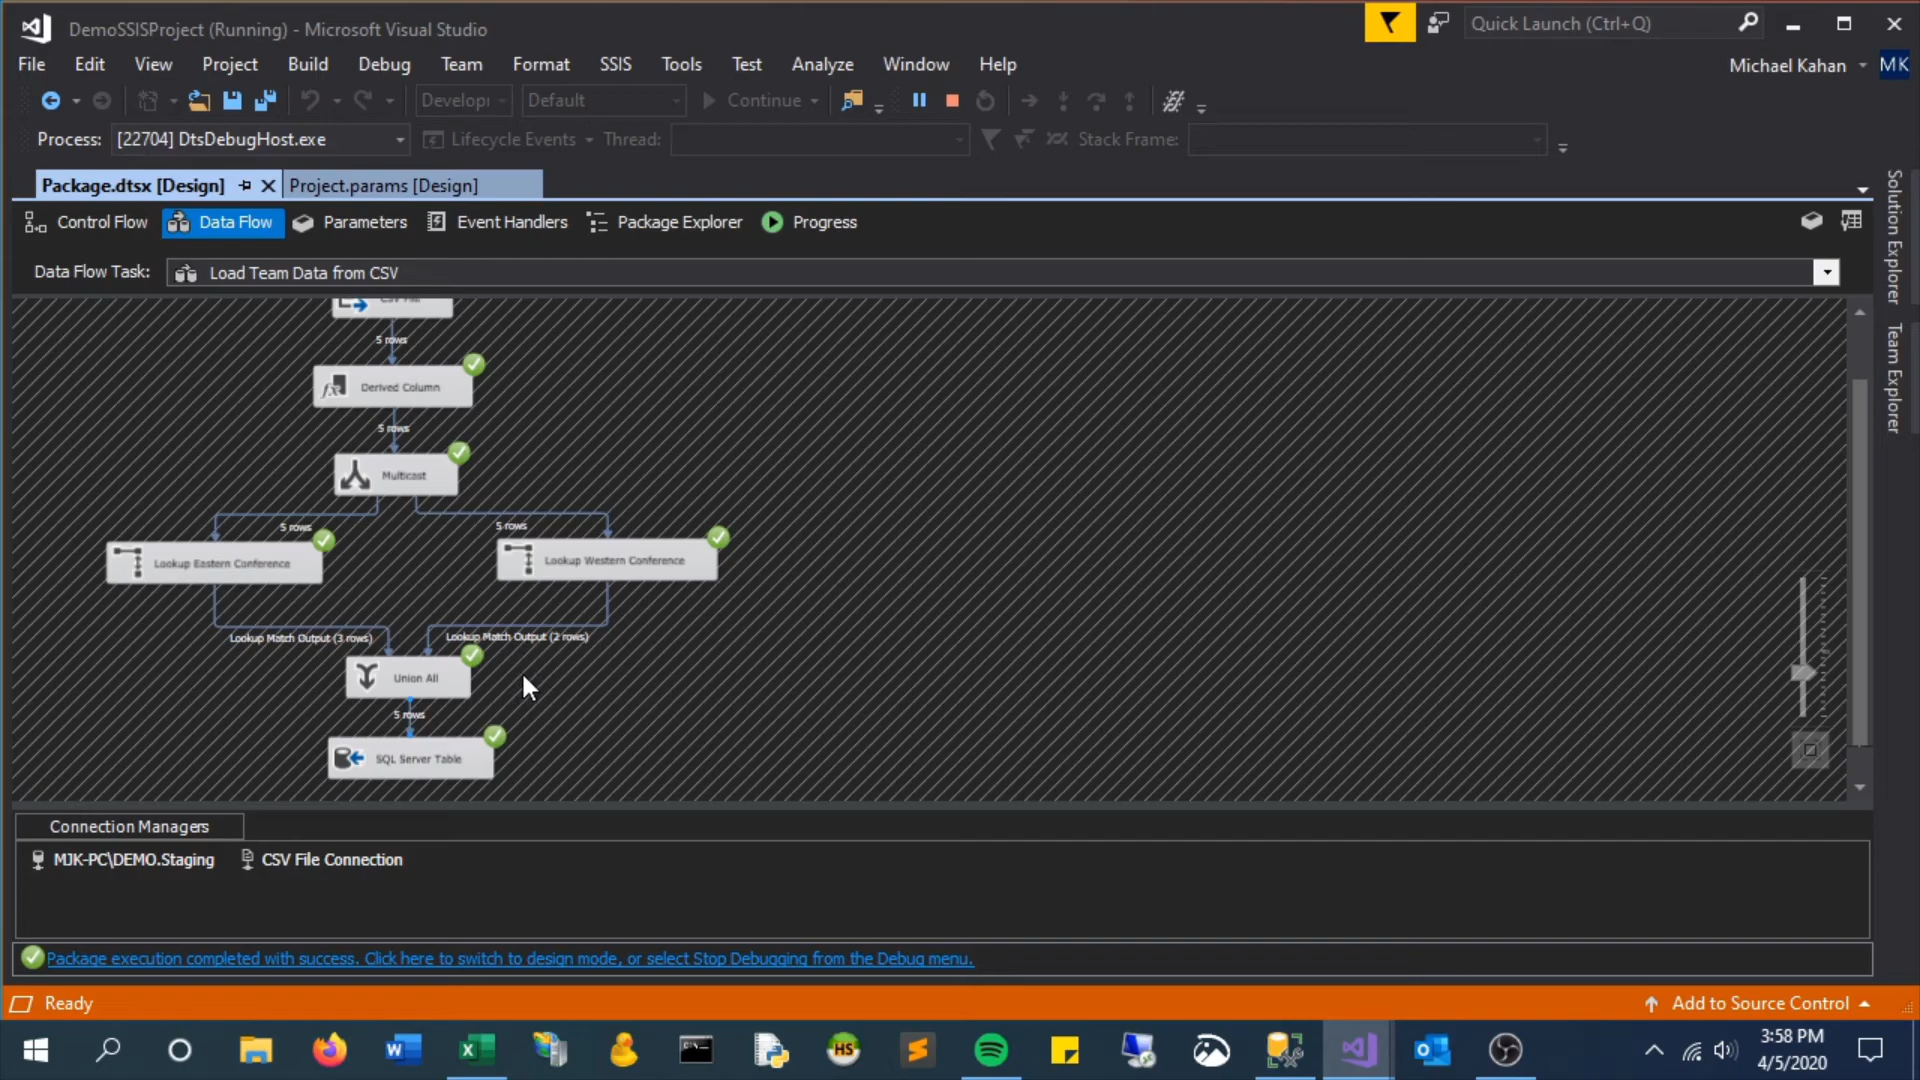 DemoSSISProject (Running) - Microsoft Visual Studio
Quick Launch (Ctrl+Q)
File Edit View Project Build Debug Team Format SSIS Tools Test Analyze Window Help
Michael Kahan MK
Developi Default Continue
Process: [22704] DtsDebugHost.exe Lifecycle Events Thread: Stack Frame:
Package.dtsx [Design] Project.params [Design]
Control Flow Data Flow Parameters Event Handlers Package Explorer Progress
Data Flow Task: Load Team Data from CSV
Solution Explorer
Team Explorer
CSV File
5 rows
Derived Column
5 rows
Multicast
5 rows 5 rows
Lookup Eastern Conference Lookup Western Conference
Lookup Match Output (3 rows) Lookup Match Output (2 rows)
Union All
5 rows
SQL Server Table
Connection Managers
MJK-PC\DEMO.Staging CSV File Connection
Package execution completed with success. Click here to switch to design mode, or select Stop Debugging from the Debug menu.
Ready
Add to Source Control
HS
3:58 PM
4/5/2020